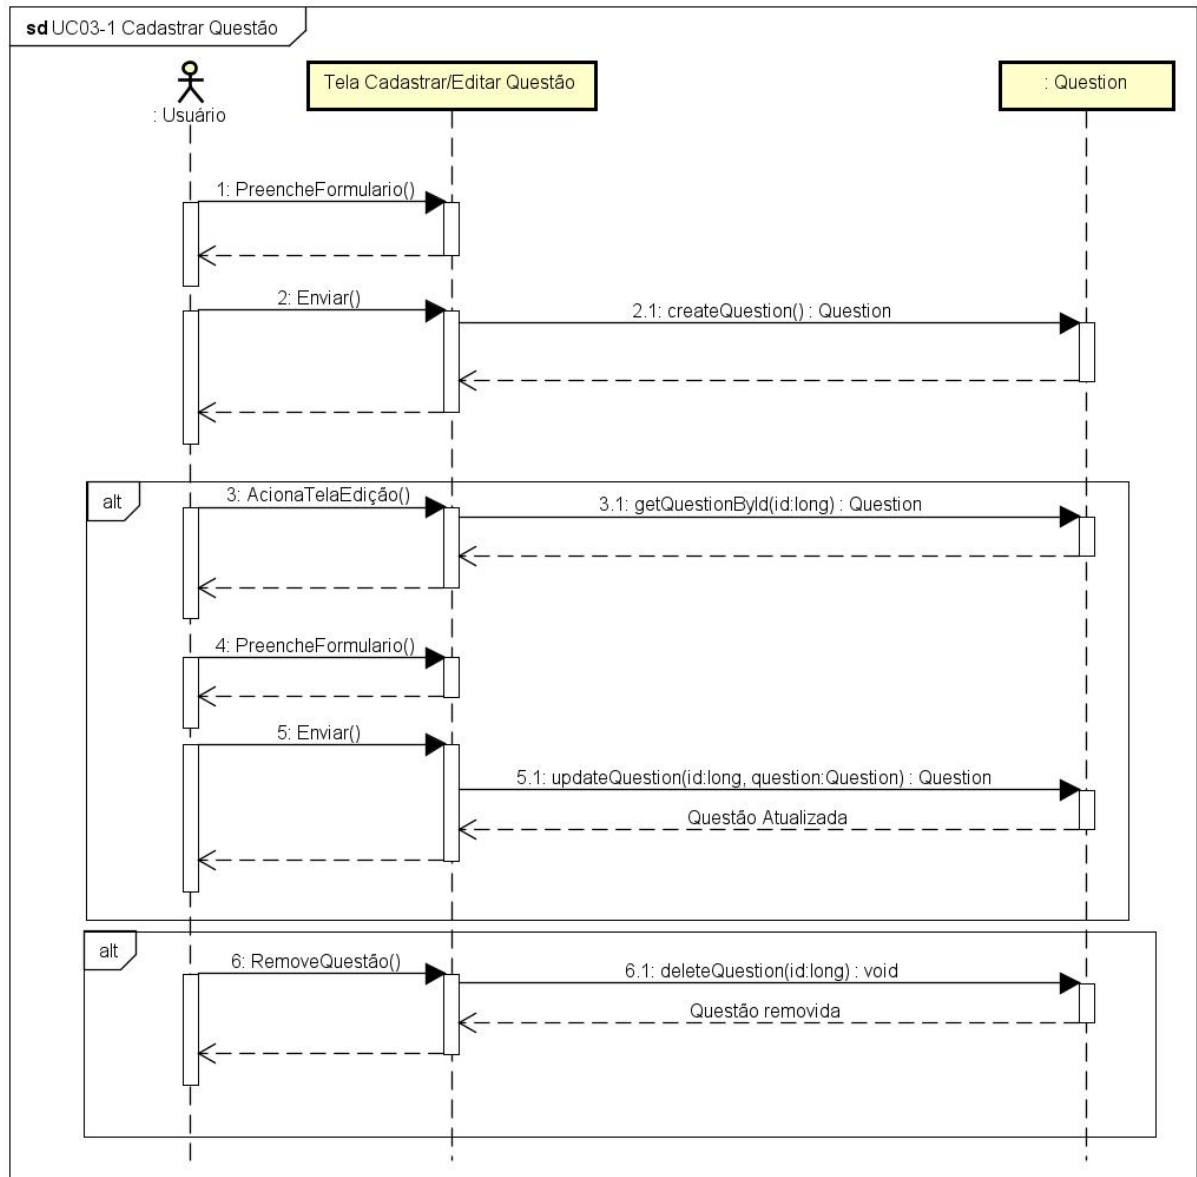 sd UC03-1 Cadastrar Questão
: Usuário
Tela Cadastrar/Editar Questão
: Question
1: PreencheFormulario()
2: Enviar()
2.1: createQuestion() : Question
alt
3: AcionaTelaEdição()
3.1: getQuestionById(id:long) : Question
4: PreencheFormulario()
5: Enviar()
5.1: updateQuestion(id:long, question:Question) : Question
Questão Atualizada
alt
6: RemoveQuestão()
6.1: deleteQuestion(id:long) : void
Questão removida